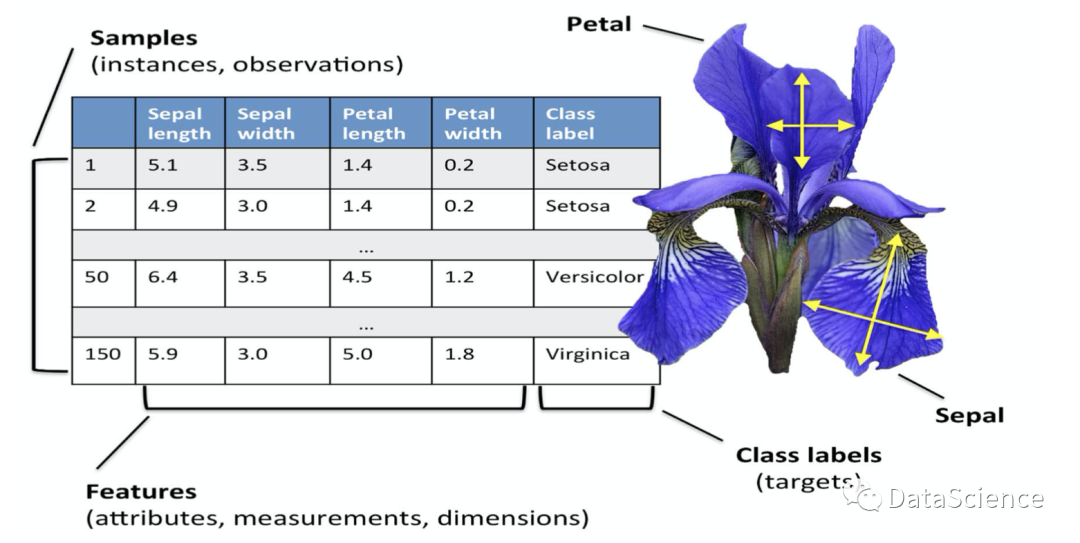 Petal
Samples
(instances, observations)
Sepal length Sepal width Petal length Petal width Class label
1 5.1 3.5 1.4 0.2 Setosa
2 4.9 3.0 1.4 0.2 Setosa
...
50 6.4 3.5 4.5 1.2 Versicolor
...
150 5.9 3.0 5.0 1.8 Virginica
Sepal
Class labels
(targets)
Features
(attributes, measurements, dimensions)
DataScience